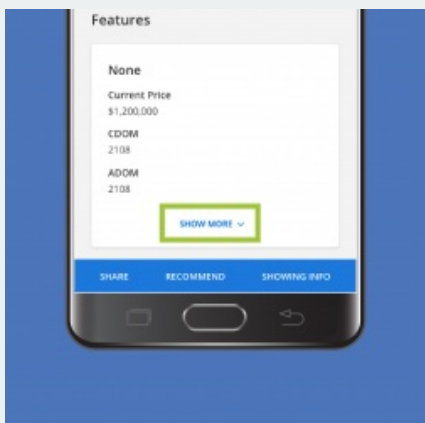 Features
None
Current Price
$1,200,000
CDOM
2108
ADOM
2108
SHOW MORE
SHARE RECOMMEND SHOWING INFO